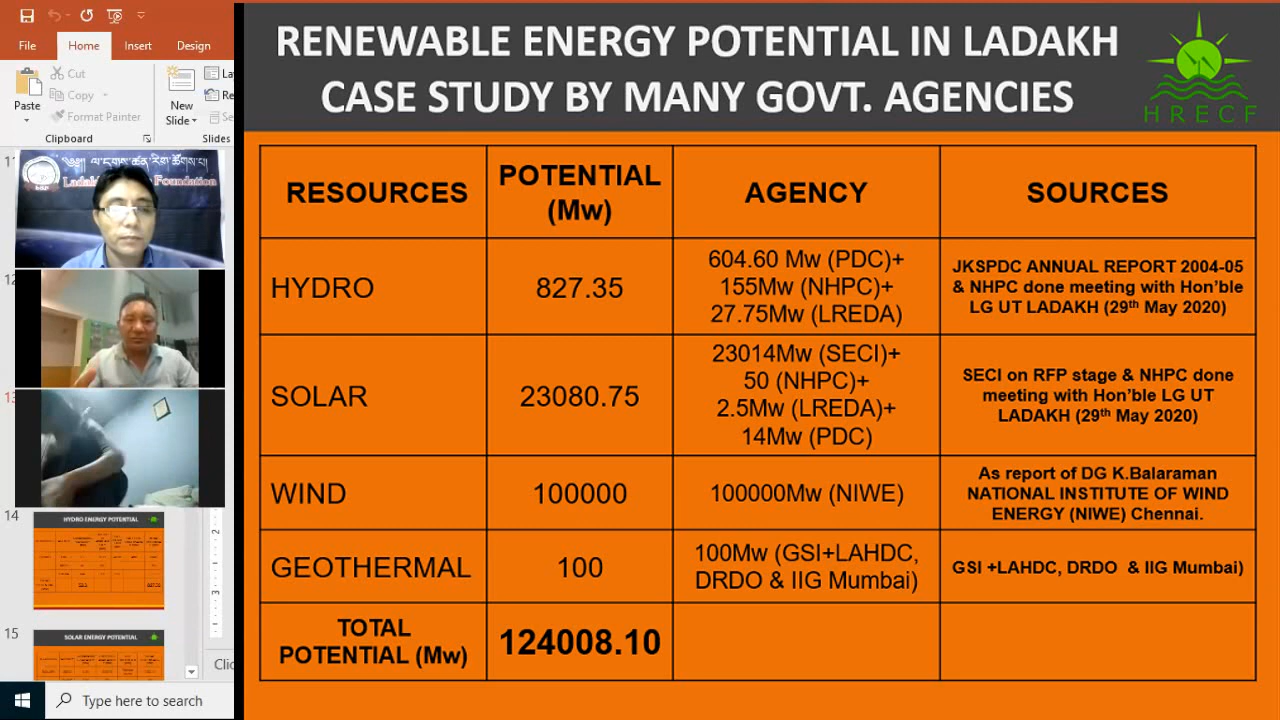 File Home Insert Design
Cut
Copy
Paste
Format Painter
New
Slide
Clipboard
Slides
RENEWABLE ENERGY POTENTIAL IN LADAKH
CASE STUDY BY MANY GOVT. AGENCIES
HRECF
RESOURCES
POTENTIAL
(Mw)
AGENCY
SOURCES
HYDRO
827.35
604.60 Mw (PDC)+
155Mw (NHPC)+
27.75Mw (LREDA)
JKSPDC ANNUAL REPORT 2004-05
& NHPC done meeting with Hon’ble
LG UT LADAKH (29th May 2020)
SOLAR
23080.75
23014Mw (SECI)+
50 (NHPC)+
2.5Mw (LREDA)+
14Mw (PDC)
SECI on RFP stage & NHPC done
meeting with Hon’ble LG UT
LADAKH (29th May 2020)
WIND
100000
100000Mw (NIWE)
As report of DG K.Balaraman
NATIONAL INSTITUTE OF WIND
ENERGY (NIWE) Chennai.
GEOTHERMAL
100
100Mw (GSI+LAHDC,
DRDO & IIG Mumbai)
GSI +LAHDC, DRDO & IIG Mumbai)
TOTAL
POTENTIAL (Mw)
124008.10
11
12
13
14
HYDRO ENERGY POTENTIAL
15
SOLAR ENERGY POTENTIAL
2
3
Type here to search